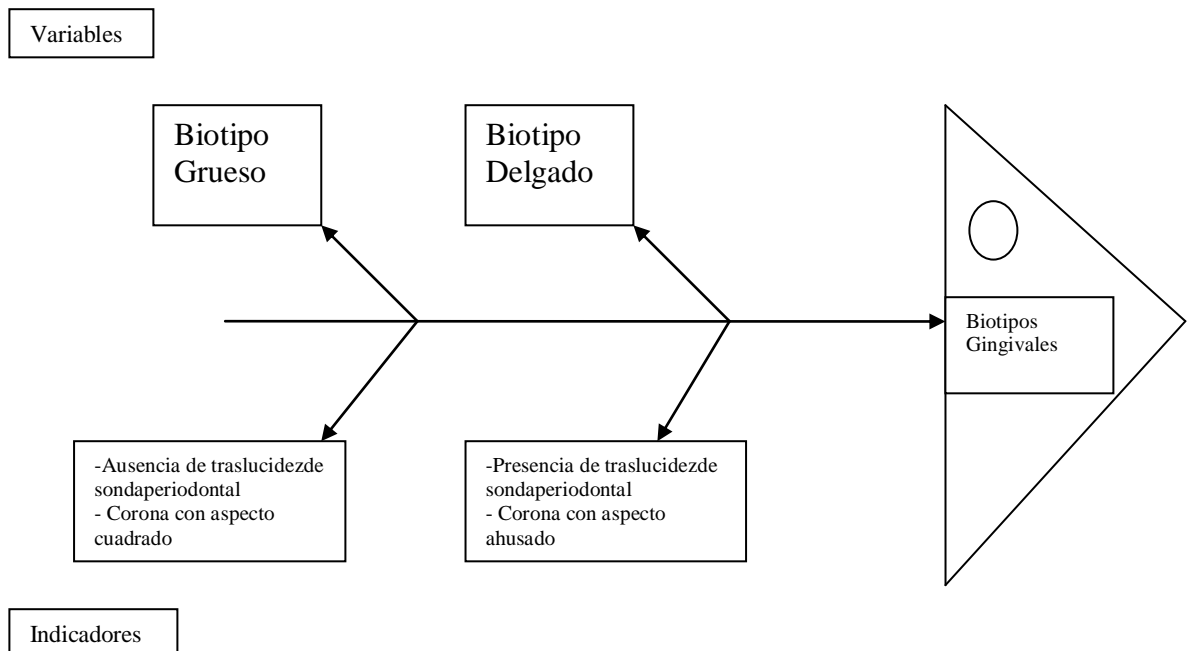 Variables
Biotipo
Grueso
Biotipo
Delgado
Biotipos
Gingivales
-Ausencia de traslucidezde
sondaperiodontal
- Corona con aspecto
cuadrado
-Presencia de traslucidezde
sondaperiodontal
- Corona con aspecto
ahusado
Indicadores